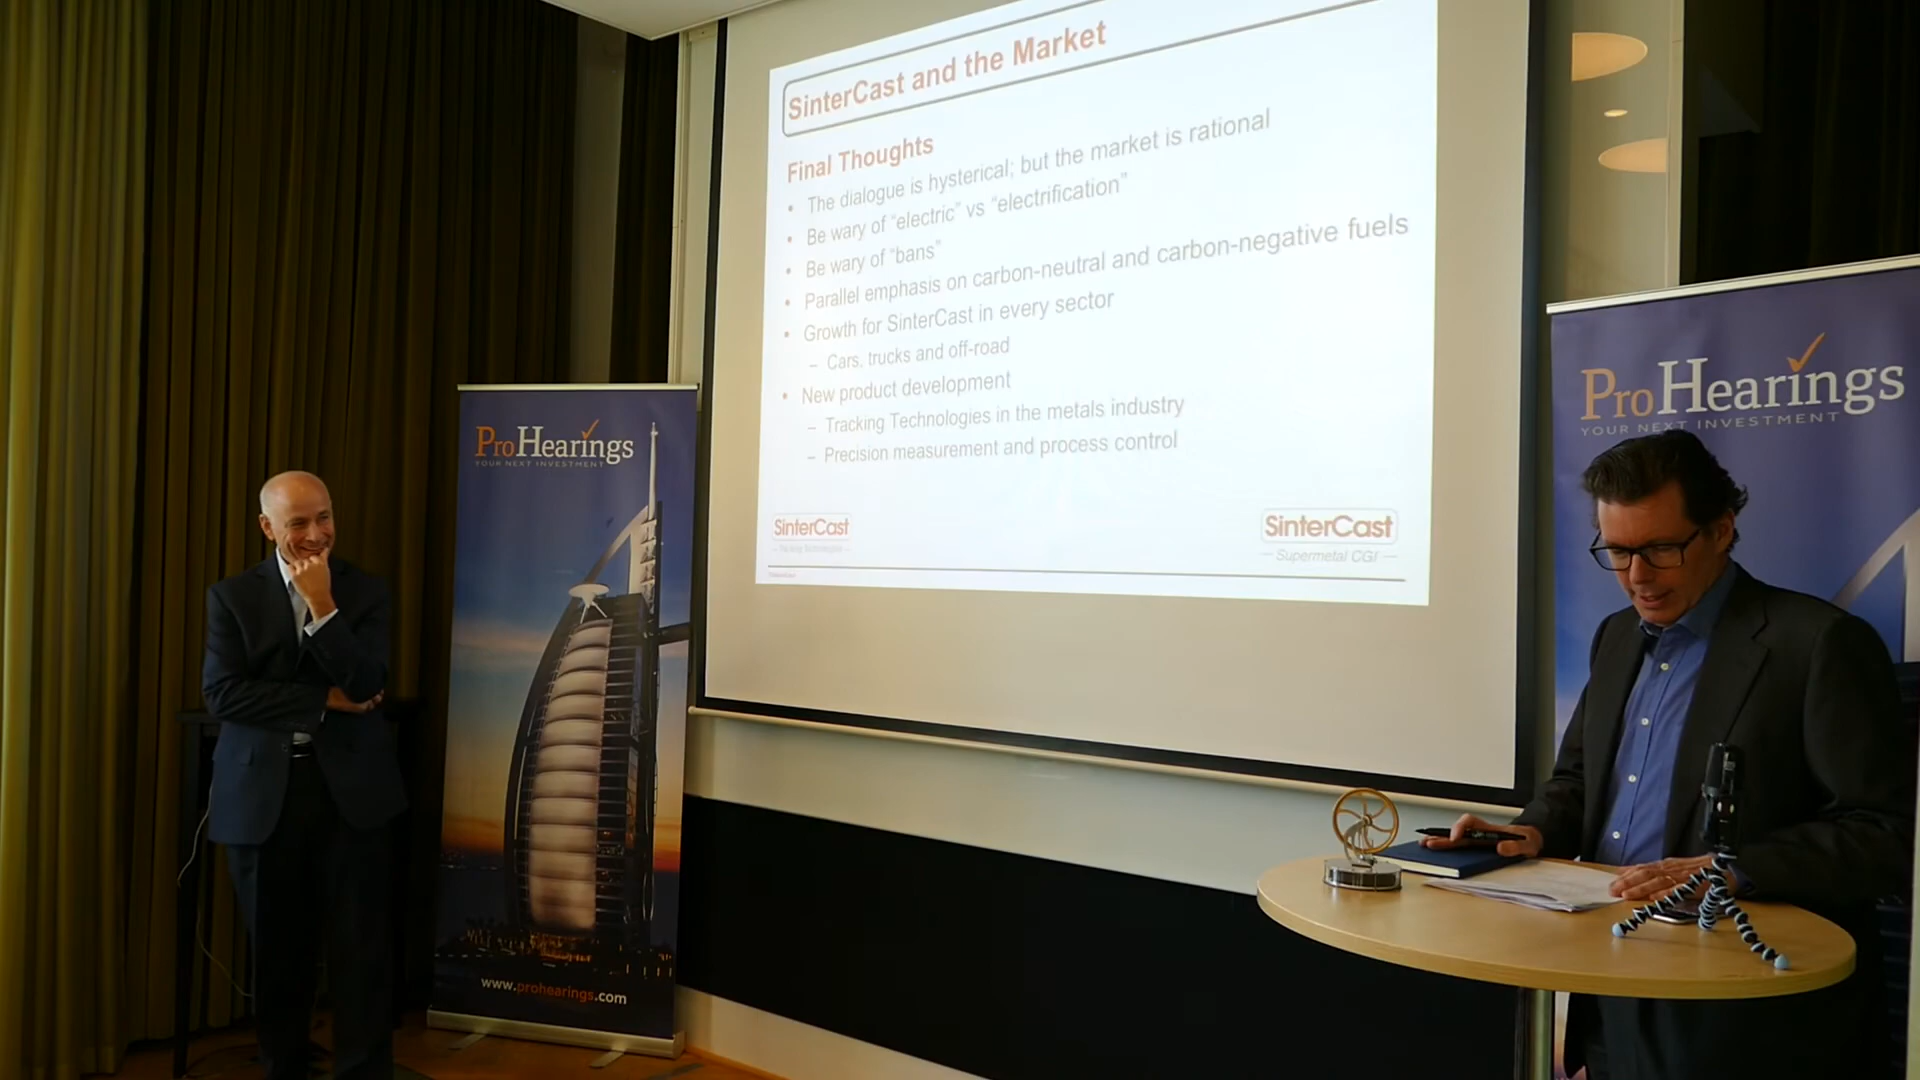 SinterCast and the Market
Final Thoughts
• The dialogue is hysterical; but the market is rational
• Be wary of “electric” vs “electrification”
• Be wary of “bans”
• Parallel emphasis on carbon-neutral and carbon-negative fuels
• Growth for SinterCast in every sector
– Cars, trucks and off-road
• New product development
– Tracking Technologies in the metals industry
– Precision measurement and process control
SinterCast
SinterCast
— Supermetal CGI —
ProHearings
YOUR NEXT INVESTMENT
www.prohearings.com
ProHearings
YOUR NEXT INVESTMENT